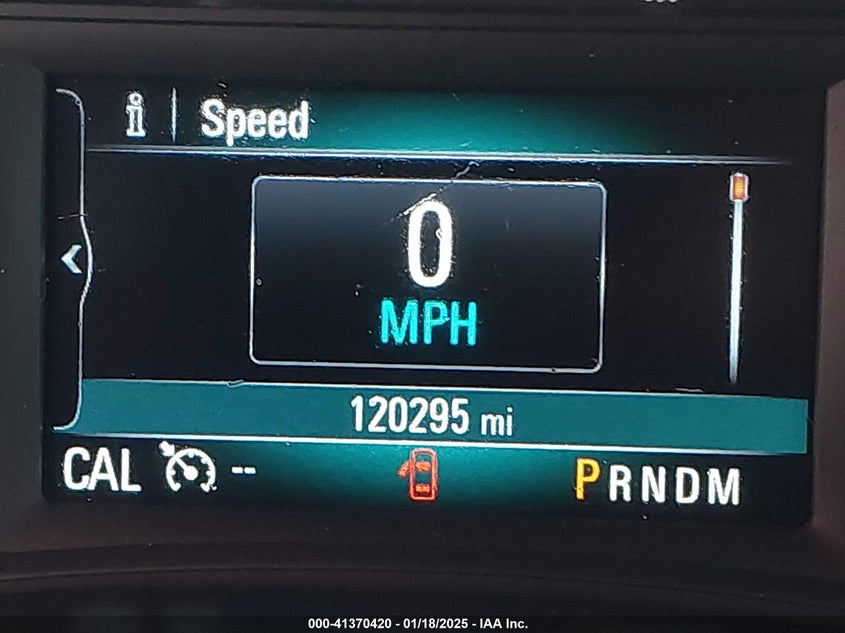 i | Speed
0
MPH
120295 mi
CAL -- PRNDM
000-41370420 - 01/18/2025 - IAA Inc.